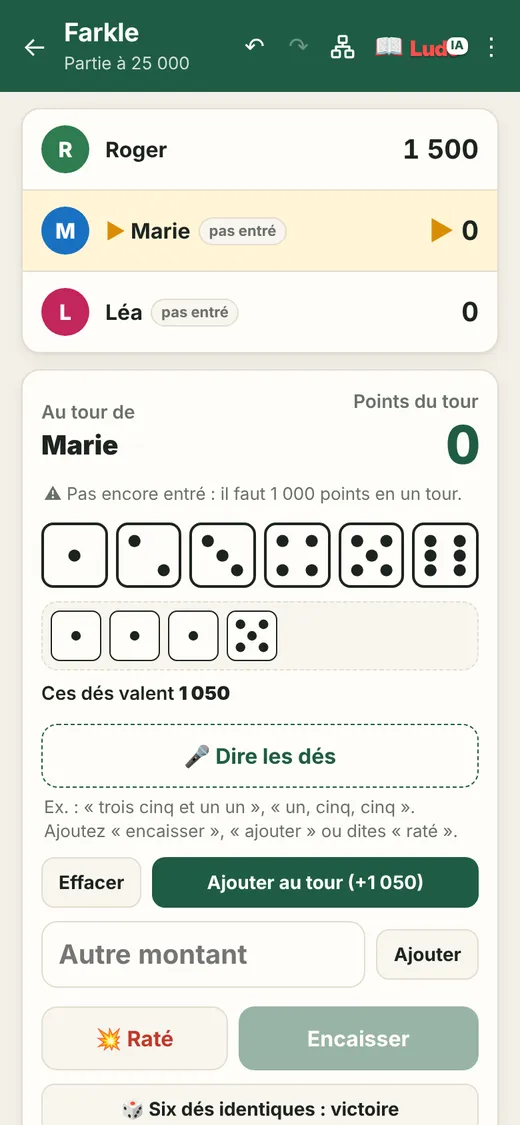 Farkle
Partie à 25 000
LudIA
R Roger 1 500
M Marie pas entré 0
L Léa pas entré 0
Au tour de
Points du tour
Marie
0
Pas encore entré : il faut 1 000 points en un tour.
Ces dés valent 1 050
Dire les dés
Ex. : « trois cinq et un un », « un, cinq, cinq ».
Ajoutez « encaisser », « ajouter » ou dites « raté ».
Effacer
Ajouter au tour (+1 050)
Autre montant
Ajouter
Raté
Encaisser
Six dés identiques : victoire